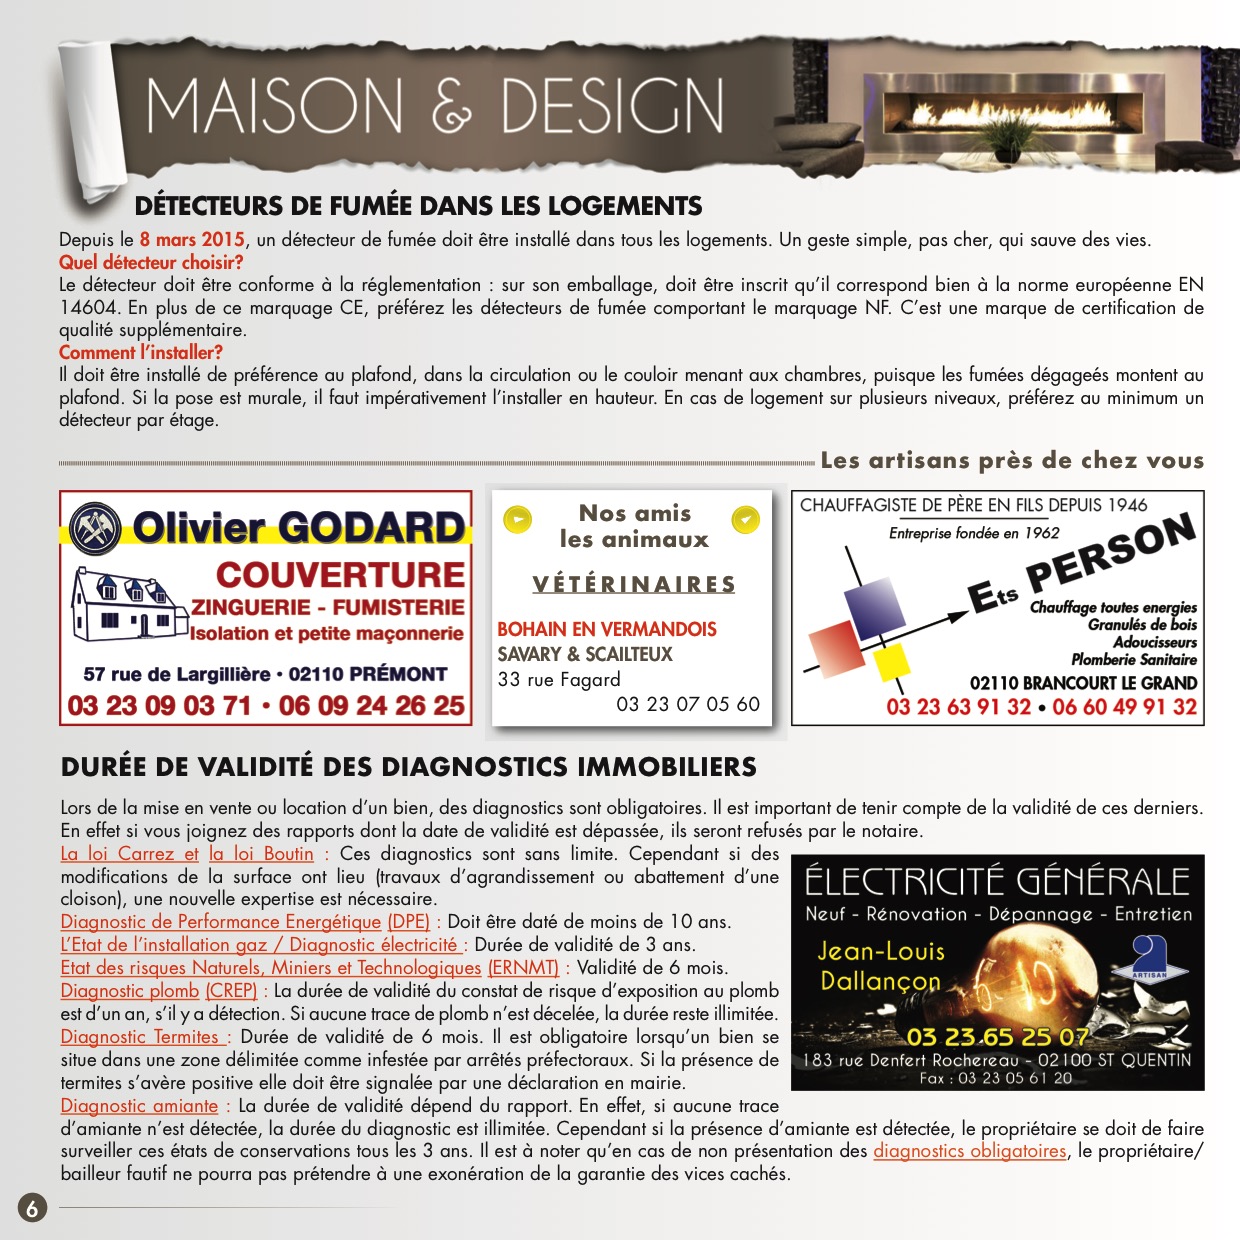 MAISON & DESIGN
DÉTECTEURS DE FUMÉE DANS LES LOGEMENTS
Depuis le 8 mars 2015, un détecteur de fumée doit être installé dans tous les logements. Un geste simple, pas cher, qui sauve des vies.
Quel détecteur choisir?
Le détecteur doit être conforme à la réglementation : sur son emballage, doit être inscrit qu'il correspond bien à la norme européenne EN
14604. En plus de ce marquage CE, préférez les détecteurs de fumée comportant le marquage NF. C'est une marque de certification de
qualité supplémentaire.
Comment l'installer?
Il doit être installé de préférence au plafond, dans la circulation ou le couloir menant aux chambres, puisque les fumées dégageés montent au
plafond. Si la pose est murale, il faut impérativement l'installer en hauteur. En cas de logement sur plusieurs niveaux, préférez au minimum un
détecteur par étage.
Les artisans près de chez vous
Olivier GODARD
COUVERTURE
ZINGUERIE - FUMISTERIE
Isolation et petite maçonnerie
57 rue de Largillière • 02110 PRÉMONT
03 23 09 03 71 • 06 09 24 26 25
Nos amis
les animaux
VÉTÉRINAIRES
BOHAIN EN VERMANDOIS
SAVARY & SCAILTEUX
33 rue Fagard
03 23 07 05 60
CHAUFFAGISTE DE PÈRE EN FILS DEPUIS 1946
Entreprise fondée en 1962
Ets PERSON
Chauffage toutes energies
Granulés de bois
Adoucisseurs
Plomberie Sanitaire
02110 BRANCOURT LE GRAND
03 23 63 91 32 • 06 60 49 91 32
DURÉE DE VALIDITÉ DES DIAGNOSTICS IMMOBILIERS
Lors de la mise en vente ou location d'un bien, des diagnostics sont obligatoires. Il est important de tenir compte de la validité de ces derniers.
En effet si vous joignez des rapports dont la date de validité est dépassée, ils seront refusés par le notaire.
La loi Carrez et la loi Boutin : Ces diagnostics sont sans limite. Cependant si des
modifications de la surface ont lieu (travaux d'agrandissement ou abattement d'une
cloison), une nouvelle expertise est nécessaire.
Diagnostic de Performance Energétique (DPE) : Doit être daté de moins de 10 ans.
L'Etat de l'installation gaz / Diagnostic électricité : Durée de validité de 3 ans.
Etat des risques Naturels, Miniers et Technologiques (ERNMT) : Validité de 6 mois.
Diagnostic plomb (CREP) : La durée de validité du constat de risque d'exposition au plomb
est d'un an, s'il y a détection. Si aucune trace de plomb n'est décelée, la durée reste illimitée.
Diagnostic Termites : Durée de validité de 6 mois. Il est obligatoire lorsqu'un bien se
situe dans une zone délimitée comme infestée par arrêtés préfectoraux. Si la présence de
termites s'avère positive elle doit être signalée par une déclaration en mairie.
Diagnostic amiante : La durée de validité dépend du rapport. En effet, si aucune trace
d'amiante n'est détectée, la durée du diagnostic est illimitée. Cependant si la présence d'amiante est détectée, le propriétaire se doit de faire
surveiller ces états de conservations tous les 3 ans. Il est à noter qu'en cas de non présentation des diagnostics obligatoires, le propriétaire/
bailleur fautif ne pourra pas prétendre à une exonération de la garantie des vices cachés.
ÉLECTRICITÉ GÉNÉRALE
Neuf - Rénovation - Dépannage - Entretien
Jean-Louis
Dallançon
ARTISAN
03 23.65 25 07
183 rue Denfert Rochereau - 02100 ST QUENTIN
Fax : 03 23 05 61 20
6